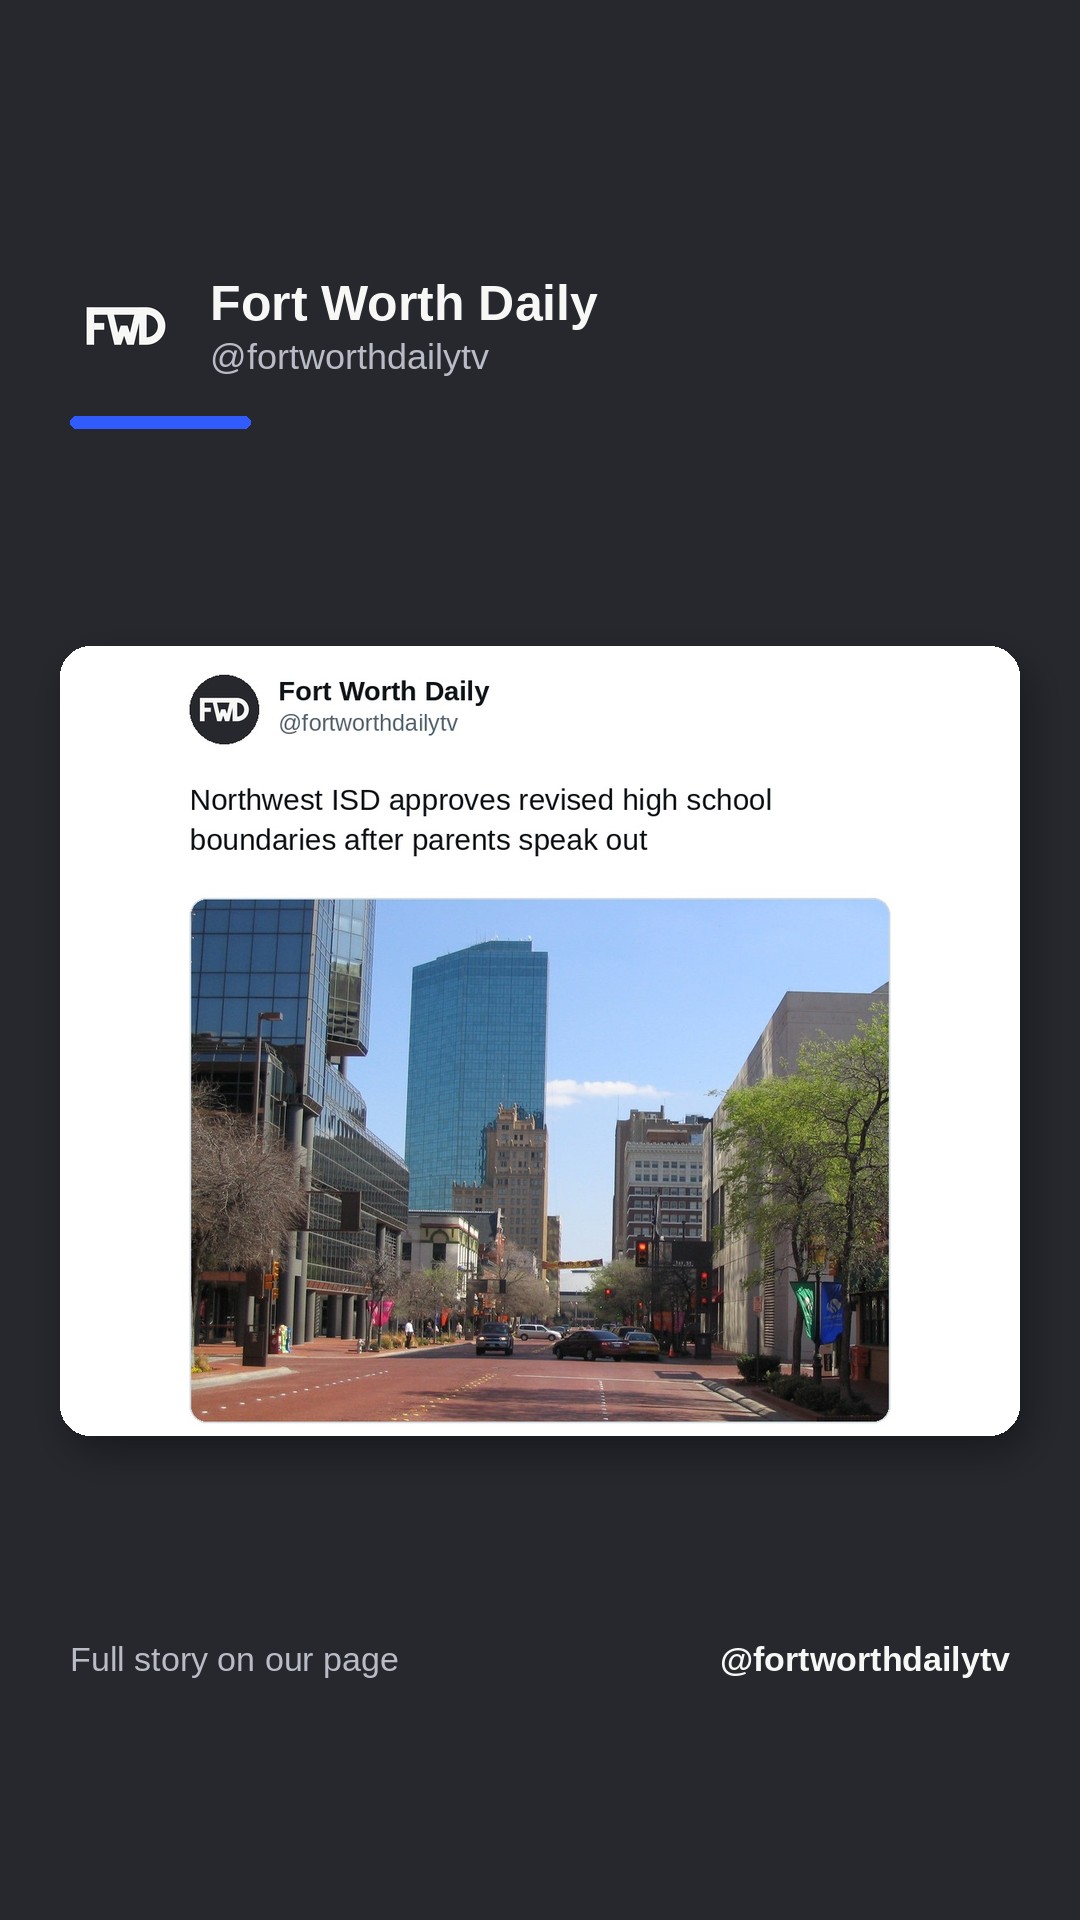 FWD
Fort Worth Daily
@fortworthdailytv
FWD
Fort Worth Daily
@fortworthdailytv
Northwest ISD approves revised high school
boundaries after parents speak out
Full story on our page
@fortworthdailytv